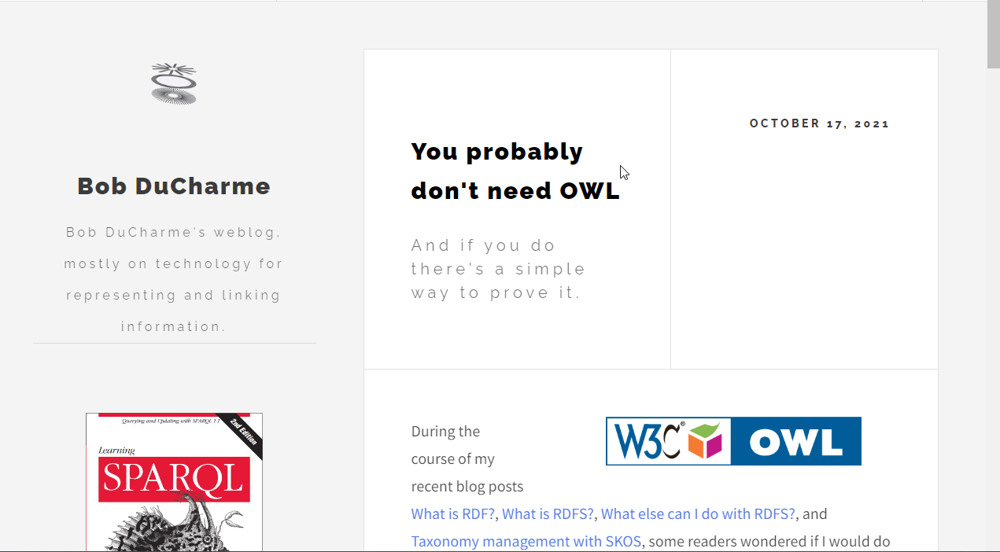 Bob DuCharme
Bob DuCharme's weblog,
mostly on technology for
representing and linking
information.
Querying and Updating with SPARQL 1.1
2nd Edition
Learning
SPARQL
You probably
don't need OWL
And if you do
there's a simple
way to prove it.
OCTOBER 17, 2021
W3C® OWL
During the
course of my
recent blog posts
What is RDF?, What is RDFS?, What else can I do with RDFS?, and
Taxonomy management with SKOS, some readers wondered if I would do